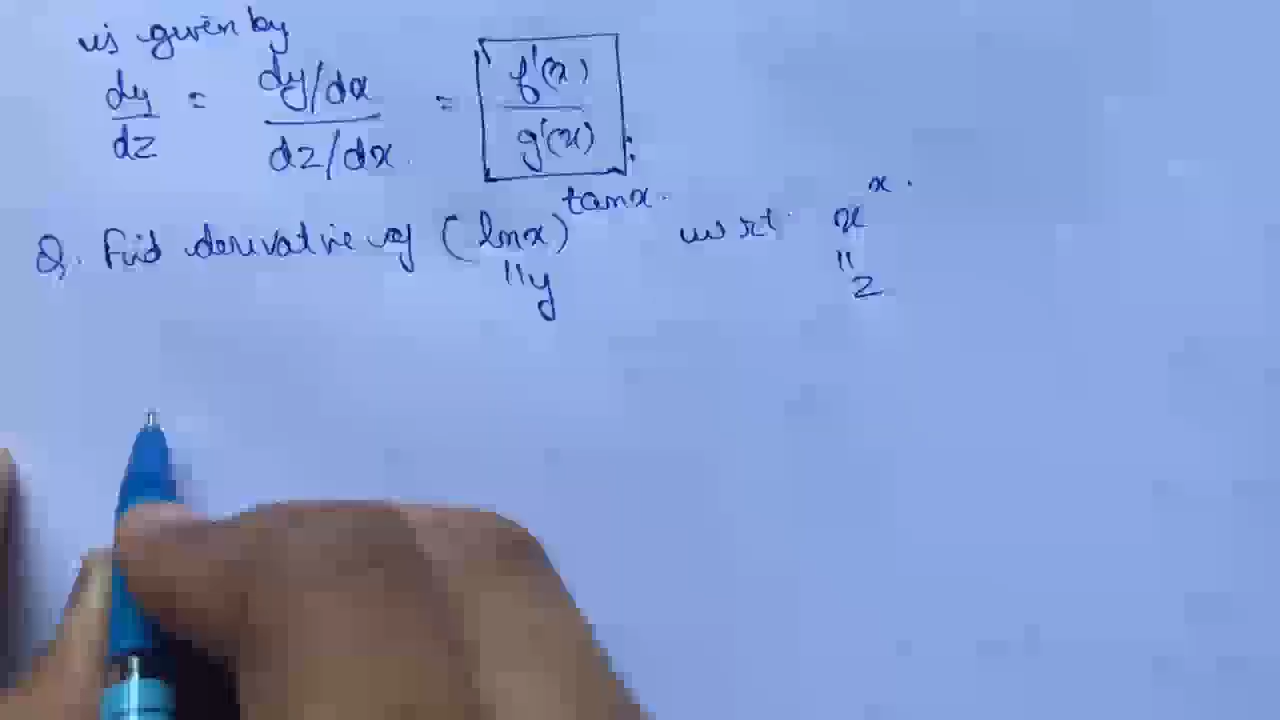 is given by
dy/dz = (dy/dx)/(dz/dx) = f'(x)/g'(x) :
Q. Find derivative of (lnx)^tanx. w.r.t. x^x.
"y "z